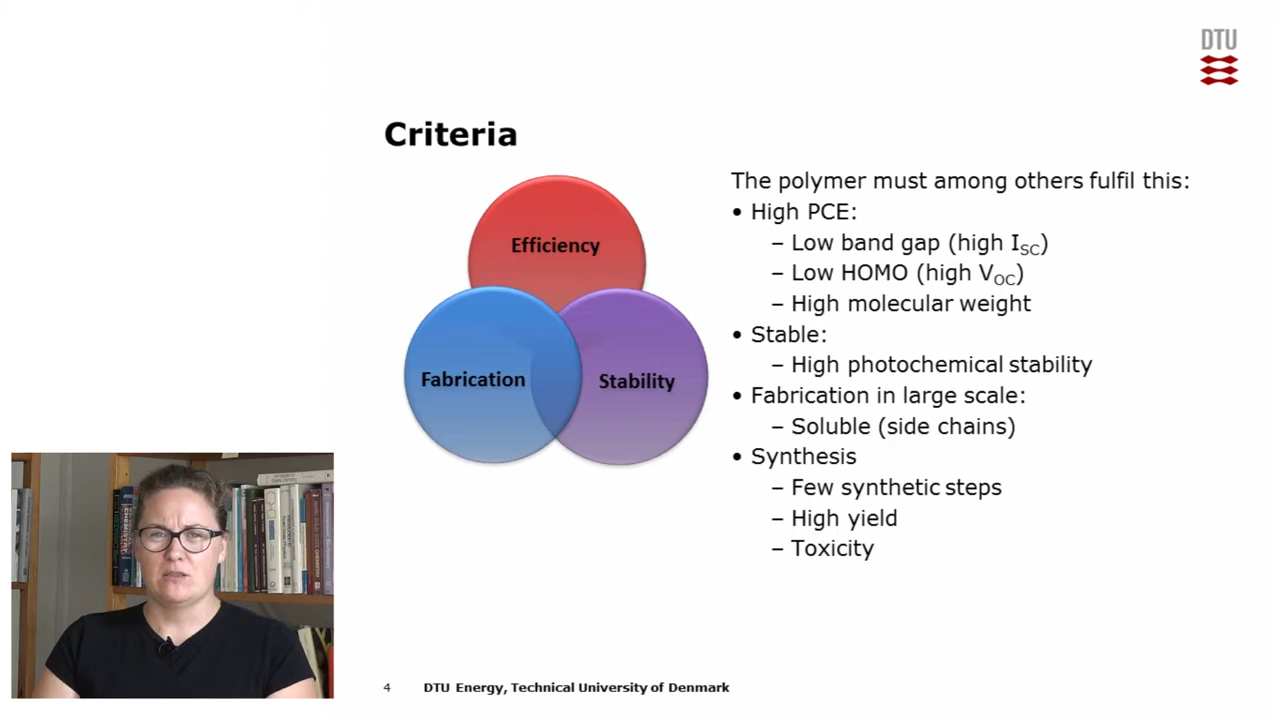 DTU
Criteria
Efficiency
Fabrication
Stability
The polymer must among others fulfil this:
• High PCE:
– Low band gap (high ISC)
– Low HOMO (high VOC)
– High molecular weight
• Stable:
– High photochemical stability
• Fabrication in large scale:
– Soluble (side chains)
• Synthesis
– Few synthetic steps
– High yield
– Toxicity
4 DTU Energy, Technical University of Denmark